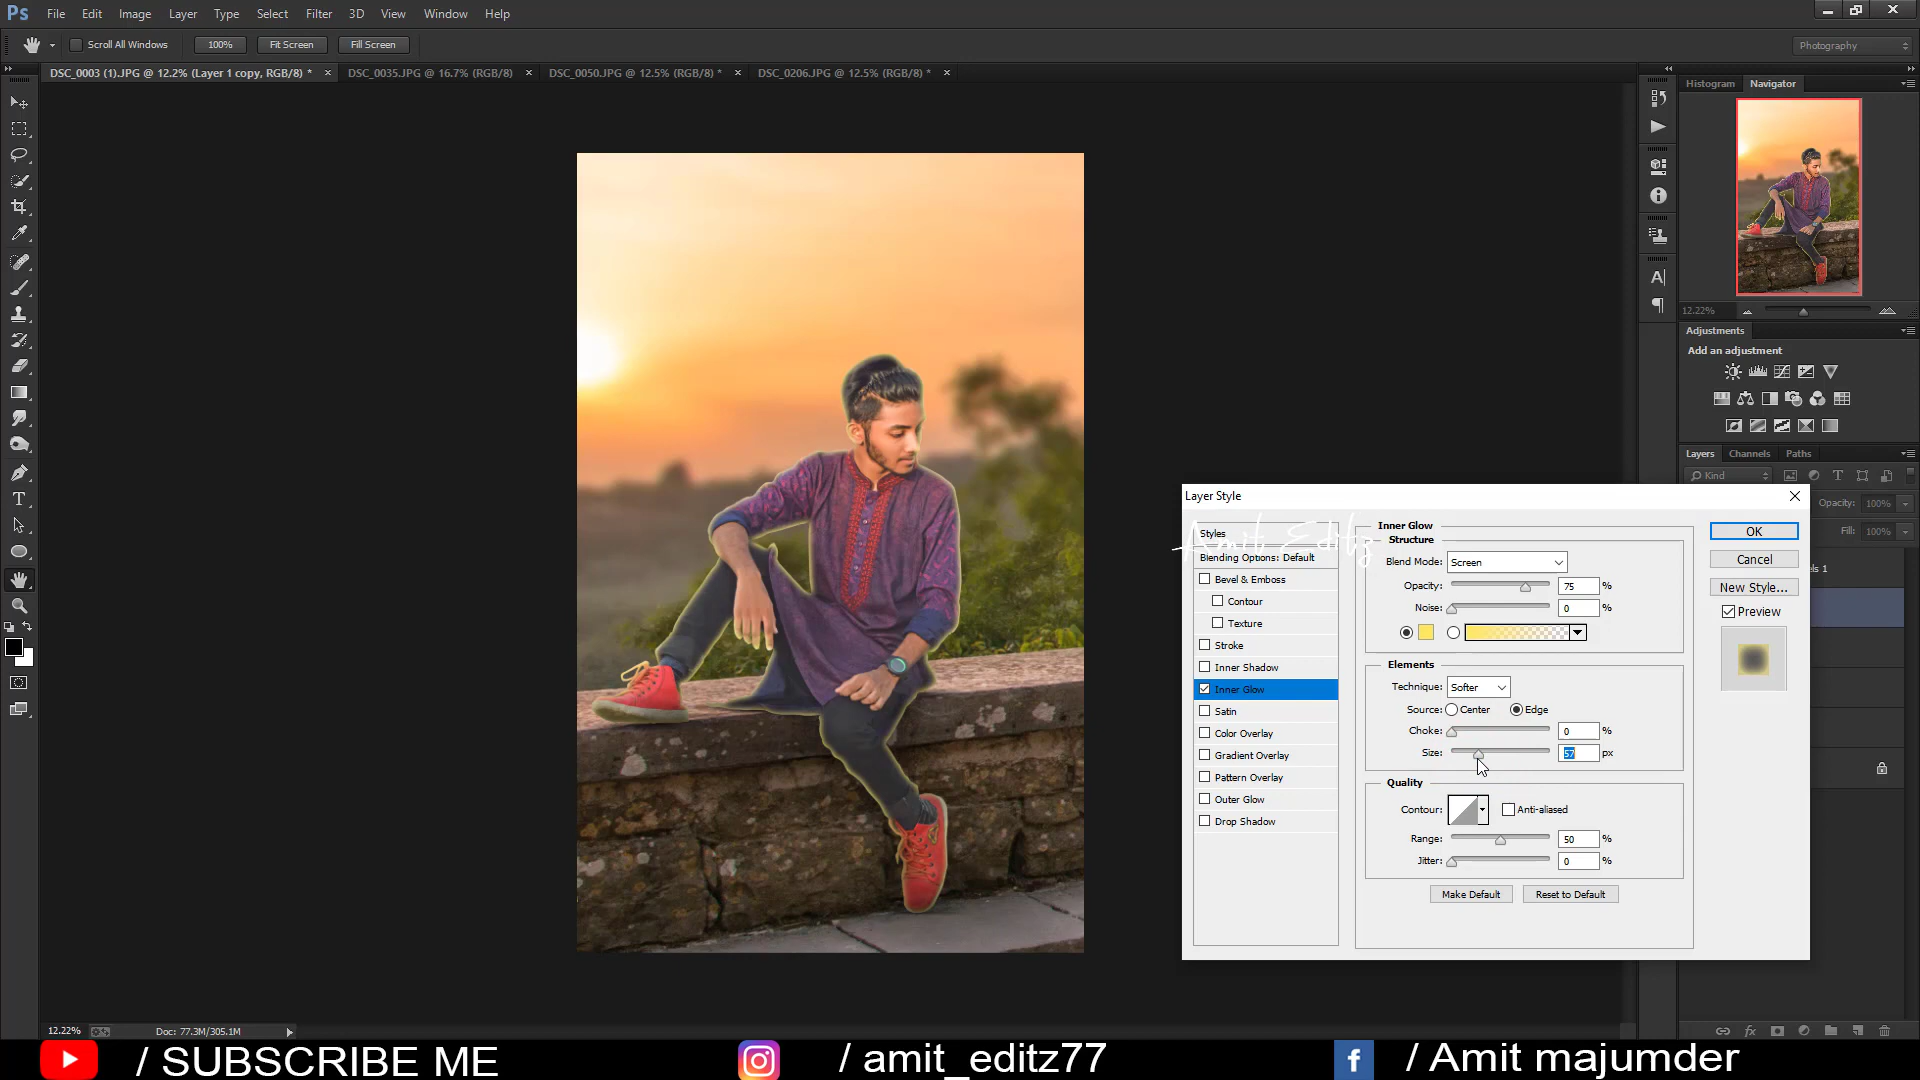 Ps File Edit Image Layer Type Select Filter 3D View Window Help
Scroll All Windows 100% Fit Screen Fill Screen Photography
DSC_0003 (1).JPG @ 12.2% (Layer 1 copy, RGB/8) * × DSC_0035.JPG @ 16.7% (RGB/8) × DSC_0050.JPG @ 12.5% (RGB/8) * × DSC_0206.JPG @ 12.5% (RGB/8) * ×
Histogram Navigator
12.22%
Adjustments
Add an adjustment
Layers Channels Paths
Kind
Opacity: 100%
Fill: 100%
Layer Style
Amit Editz
Styles
Blending Options: Default
Bevel & Emboss
Contour
Texture
Stroke
Inner Shadow
Inner Glow
Satin
Color Overlay
Gradient Overlay
Pattern Overlay
Outer Glow
Drop Shadow
Inner Glow
Structure
Blend Mode: Screen
Opacity: 75 %
Noise: 0 %
Elements
Technique: Softer
Source: Center Edge
Choke: 0 %
Size: 57 px
Quality
Contour: Anti-aliased
Range: 50 %
Jitter: 0 %
Make Default Reset to Default
OK
Cancel
New Style...
Preview
12.22% Doc: 77.3M/305.1M
/ SUBSCRIBE ME / amit_editz77 / Amit majumder